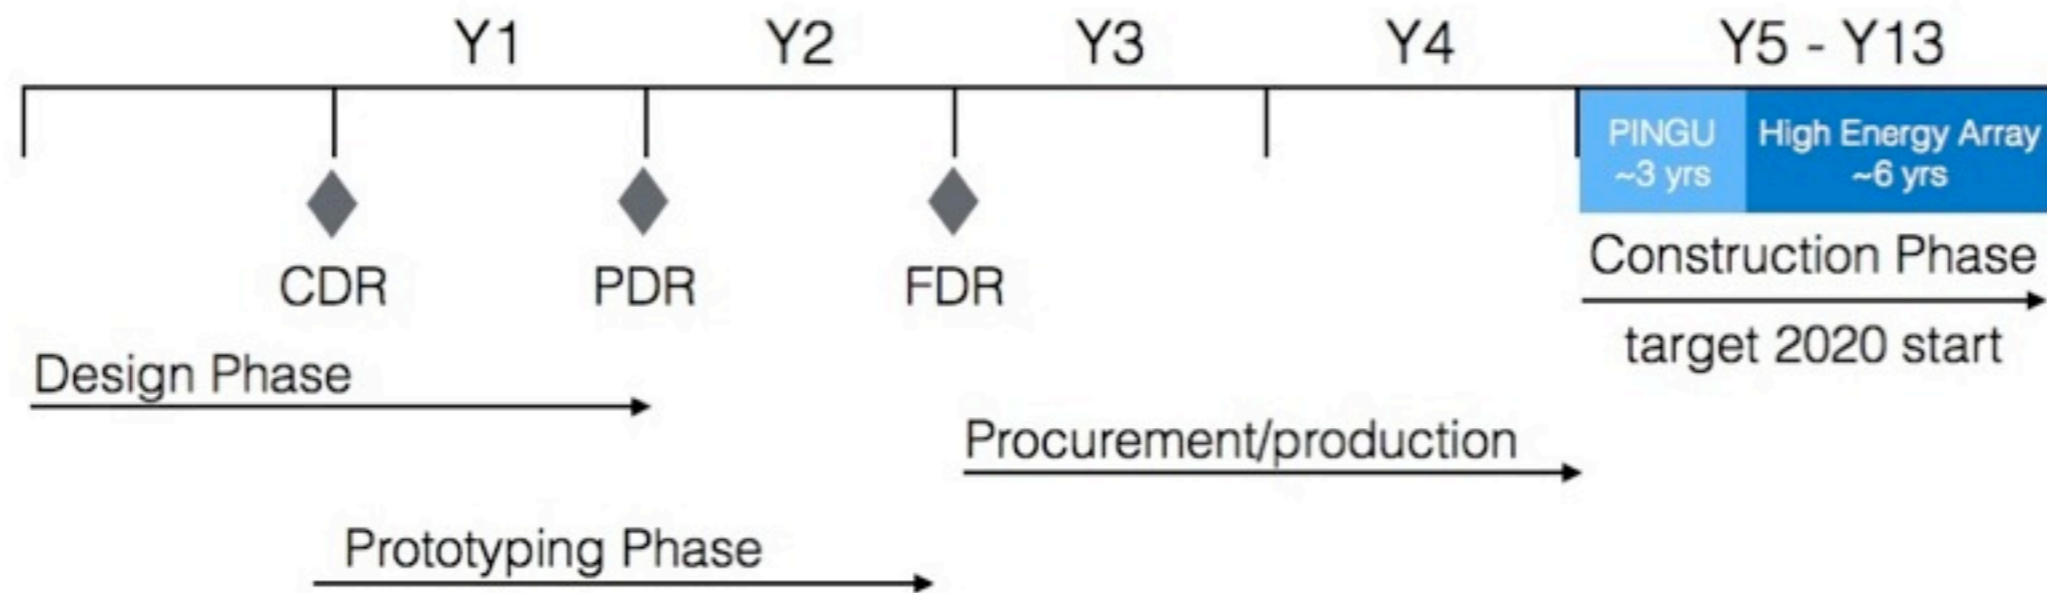 Y1 Y2 Y3 Y4 Y5 - Y13
PINGU
~3 yrs
High Energy Array
~6 yrs
CDR PDR FDR
Construction Phase
target 2020 start
Design Phase
Procurement/production
Prototyping Phase